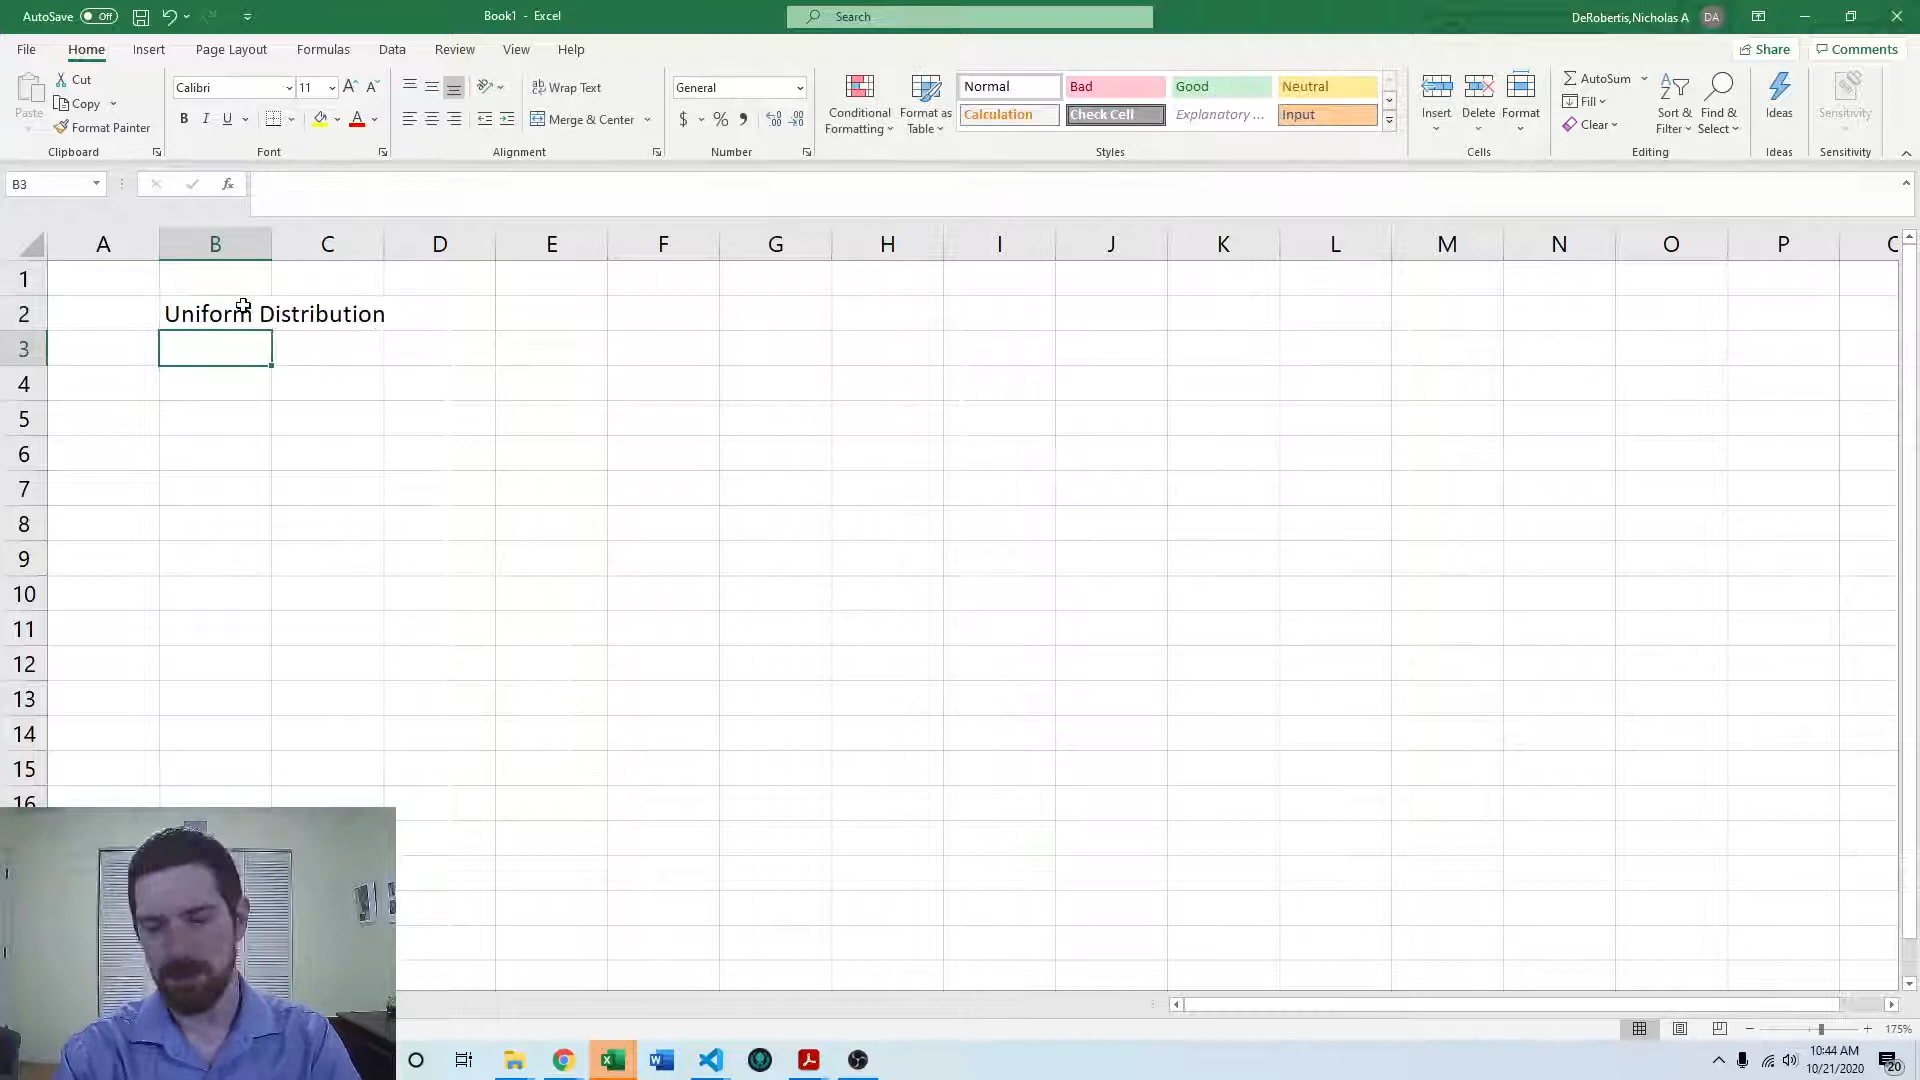 AutoSave Off Book1 - Excel Search DeRobertis,Nicholas A DA
File Home Insert Page Layout Formulas Data Review View Help Share Comments
Paste Cut Copy Format Painter
Calibri 11 A A
B I U A
Wrap Text
Merge & Center
General
$ %
Conditional Formatting
Format as Table
Normal Bad Good Neutral
Calculation Check Cell Explanatory ... Input
Insert Delete Format
AutoSum
Fill
Clear
Sort & Filter
Find & Select
Ideas
Sensitivity
Clipboard Font Alignment Number Styles Cells Editing Ideas Sensitivity
B3 fx
A B C D E F G H I J K L M N O P
1
2 Uniform Distribution
3
4
5
6
7
8
9
10
11
12
13
14
15
16
175%
10:44 AM
10/21/2020
20